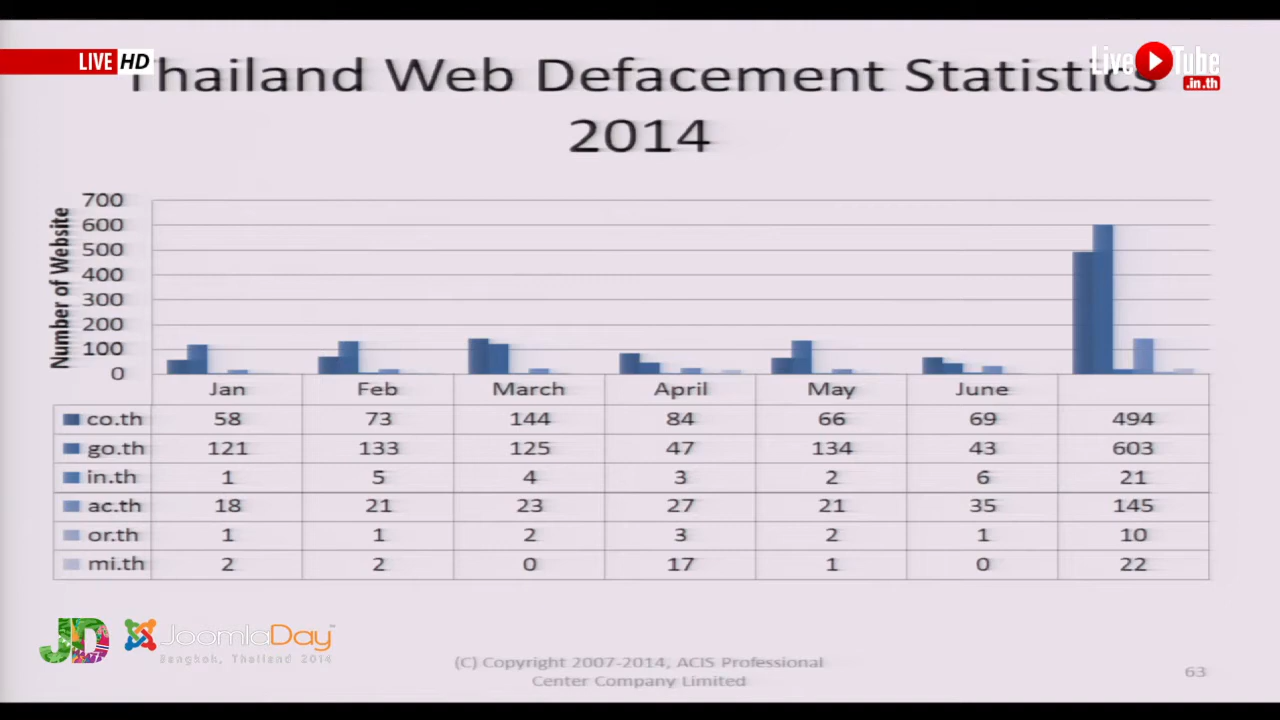 LIVE HD
Live Tube
.in.th
Thailand Web Defacement Statistics
2014
Number of Website
700
600
500
400
300
200
100
0
Jan Feb March April May June
co.th 58 73 144 84 66 69 494
go.th 121 133 125 47 134 43 603
in.th 1 5 4 3 2 6 21
ac.th 18 21 23 27 21 35 145
or.th 1 1 2 3 2 1 10
mi.th 2 2 0 17 1 0 22
JD JoomlaDay™
Bangkok, Thailand 2014
(C) Copyright 2007-2014, ACIS Professional
Center Company Limited
63